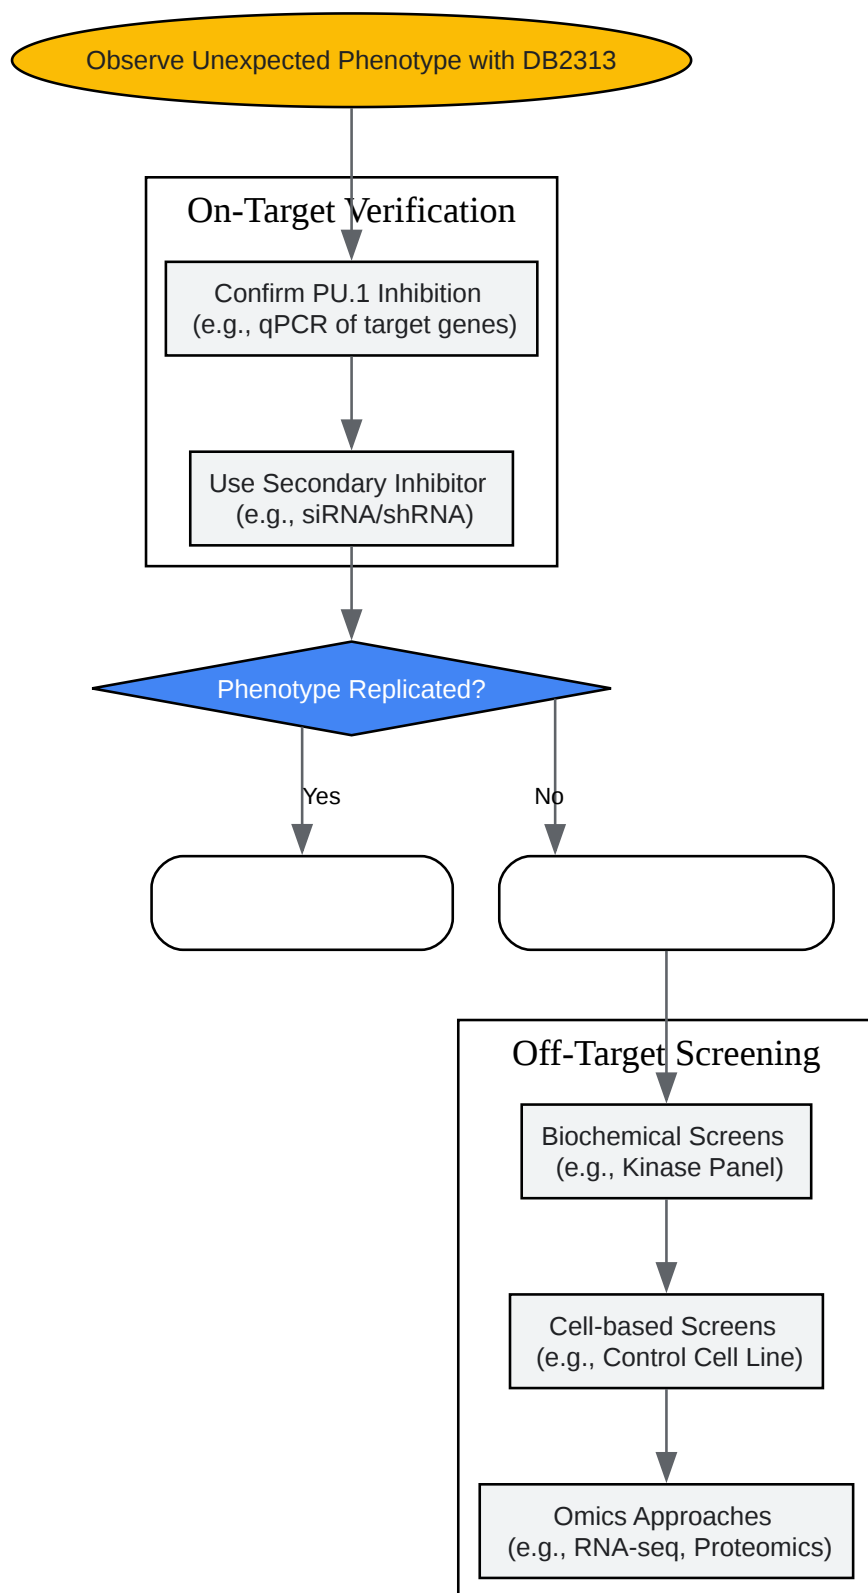 Observe Unexpected Phenotype with DB2313
On-Target Verification
Confirm PU.1 Inhibition
(e.g., qPCR of target genes)
Use Secondary Inhibitor
(e.g., siRNA/shRNA)
Phenotype Replicated?
Yes
No
Off-Target Screening
Biochemical Screens
(e.g., Kinase Panel)
Cell-based Screens
(e.g., Control Cell Line)
Omics Approaches
(e.g., RNA-seq, Proteomics)